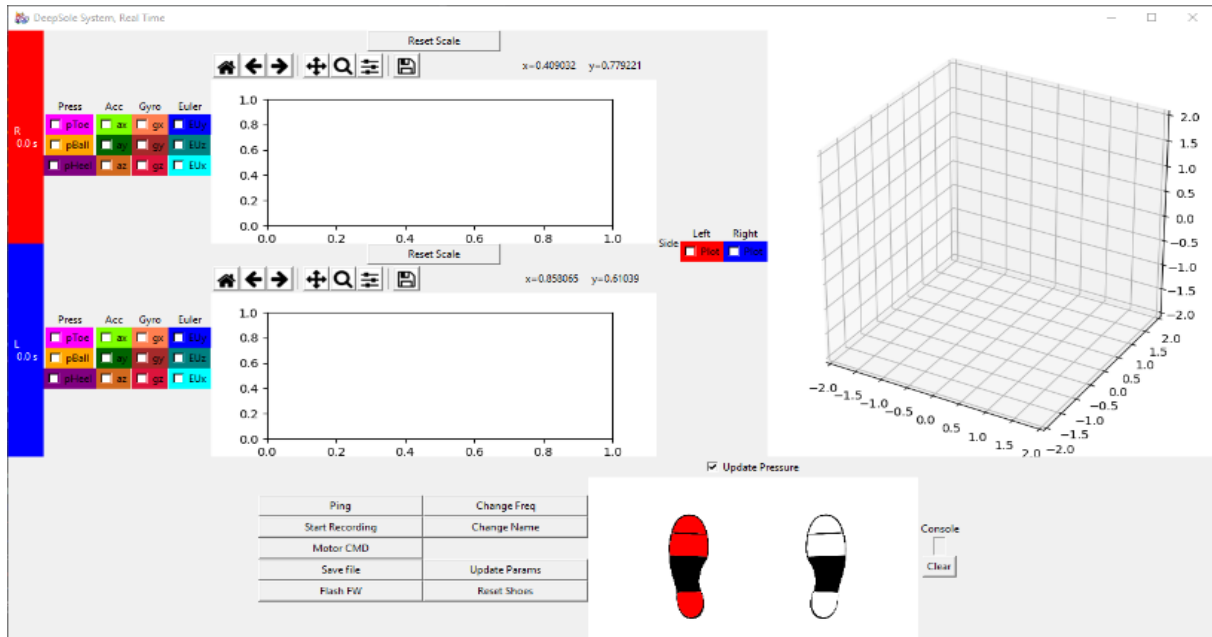 DeepSole System, Real Time
Reset Scale
x=0.409032 y=0.779221
R
0.0 s
Press Acc Gyro Euler
pToe ax gx EUy
pBall ay gy EUz
pHeel az gz EUx
1.0
0.8
0.6
0.4
0.2
0.0
0.0 0.2 0.4 0.6 0.8 1.0
Reset Scale
x=0.858065 y=0.61039
L
0.0 s
Press Acc Gyro Euler
pToe ax gx EUy
pBall ay gy EUz
pHeel az gz EUx
1.0
0.8
0.6
0.4
0.2
0.0
0.0 0.2 0.4 0.6 0.8 1.0
Left Right
Side Plot Plot
2.0
1.5
1.0
0.5
0.0
-0.5
-1.0
-1.5
-2.0
2.0
1.5
1.0
0.5
0.0
-0.5
-1.0
-1.5
-2.0
-2.0 -1.5 -1.0 -0.5 0.0 0.5 1.0 1.5 2.0
Update Pressure
Ping Change Freq
Start Recording Change Name
Motor CMD
Save file Update Params
Flash FW Reset Shoes
Console
Clear